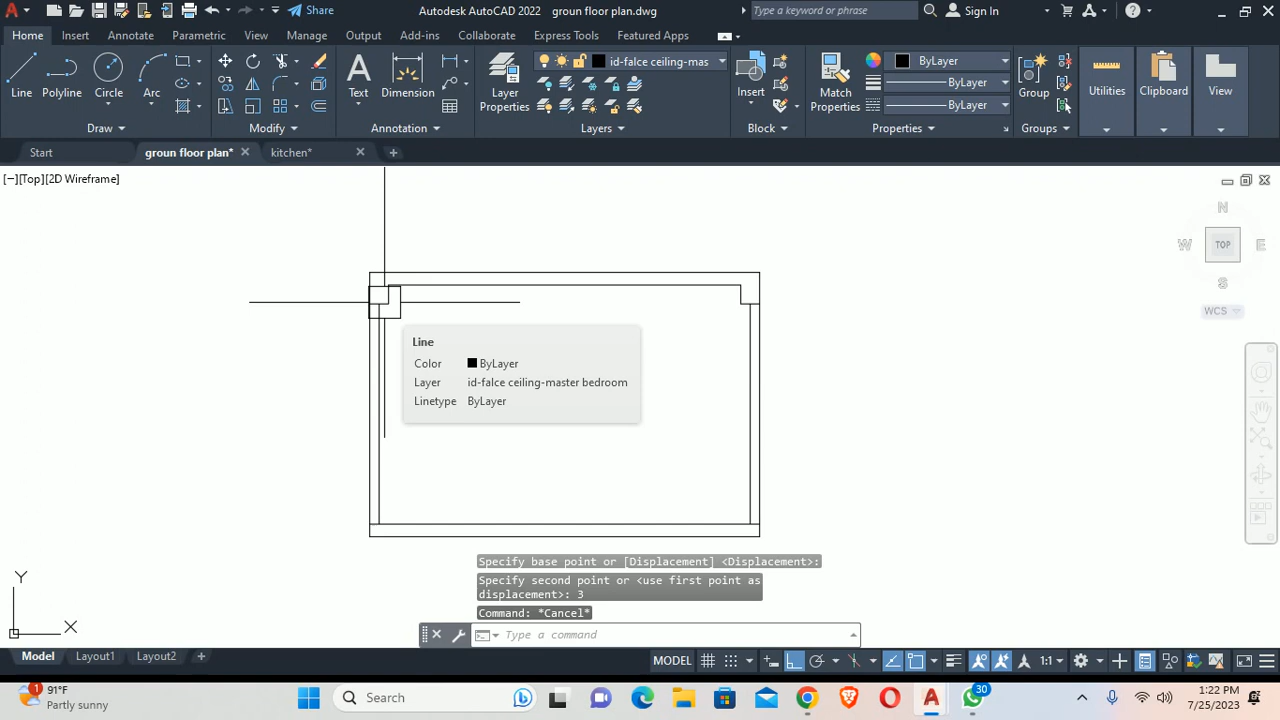 Share
Autodesk AutoCAD 2022 groun floor plan.dwg
Type a keyword or phrase
Sign In
Home Insert Annotate Parametric View Manage Output Add-ins Collaborate Express Tools Featured Apps
Line Polyline Circle Arc
Text Dimension
Layer Properties
id-falce ceiling-mas
Insert
Match Properties
ByLayer
ByLayer
ByLayer
Group
Utilities
Clipboard
View
Draw Modify Annotation Layers Block Properties Groups
Start groun floor plan* kitchen*
[−][Top][2D Wireframe]
N
W TOP E
S
WCS
Line
Color ByLayer
Layer id-falce ceiling-master bedroom
Linetype ByLayer
Specify base point or [Displacement] <Displacement>:
Specify second point or <use first point as
displacement>: 3
Command: *Cancel*
Type a command
Y
X
Model Layout1 Layout2
MODEL
1:1
1
91°F
Partly sunny
Search
30
1:22 PM
7/25/2023